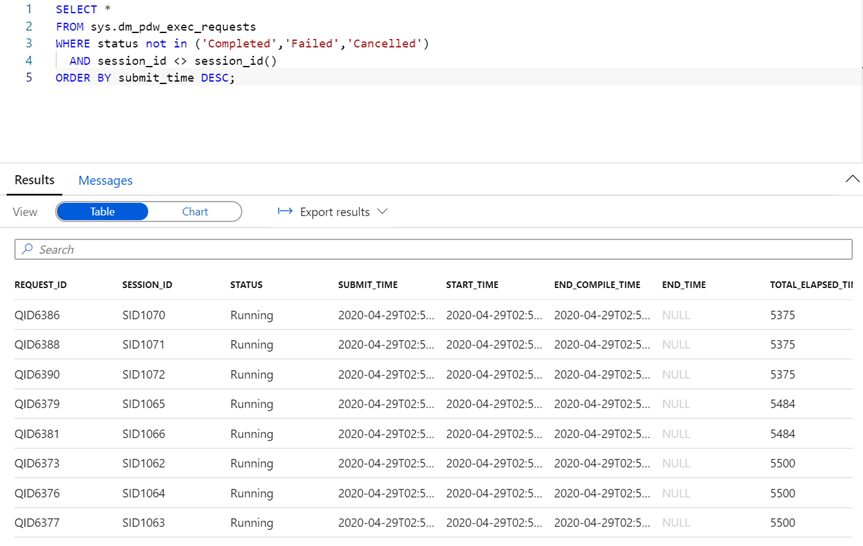 1 SELECT *
2 FROM sys.dm_pdw_exec_requests
3 WHERE status not in ('Completed','Failed','Cancelled')
4 AND session_id <> session_id()
5 ORDER BY submit_time DESC;
Results Messages
View Table Chart Export results
Search
REQUEST_ID SESSION_ID STATUS SUBMIT_TIME START_TIME END_COMPILE_TIME END_TIME TOTAL_ELAPSED_TIM
QID6386 SID1070 Running 2020-04-29T02:5... 2020-04-29T02:5... 2020-04-29T02:5... NULL 5375
QID6388 SID1071 Running 2020-04-29T02:5... 2020-04-29T02:5... 2020-04-29T02:5... NULL 5375
QID6390 SID1072 Running 2020-04-29T02:5... 2020-04-29T02:5... 2020-04-29T02:5... NULL 5375
QID6379 SID1065 Running 2020-04-29T02:5... 2020-04-29T02:5... 2020-04-29T02:5... NULL 5484
QID6381 SID1066 Running 2020-04-29T02:5... 2020-04-29T02:5... 2020-04-29T02:5... NULL 5484
QID6373 SID1062 Running 2020-04-29T02:5... 2020-04-29T02:5... 2020-04-29T02:5... NULL 5500
QID6376 SID1064 Running 2020-04-29T02:5... 2020-04-29T02:5... 2020-04-29T02:5... NULL 5500
QID6377 SID1063 Running 2020-04-29T02:5... 2020-04-29T02:5... 2020-04-29T02:5... NULL 5500